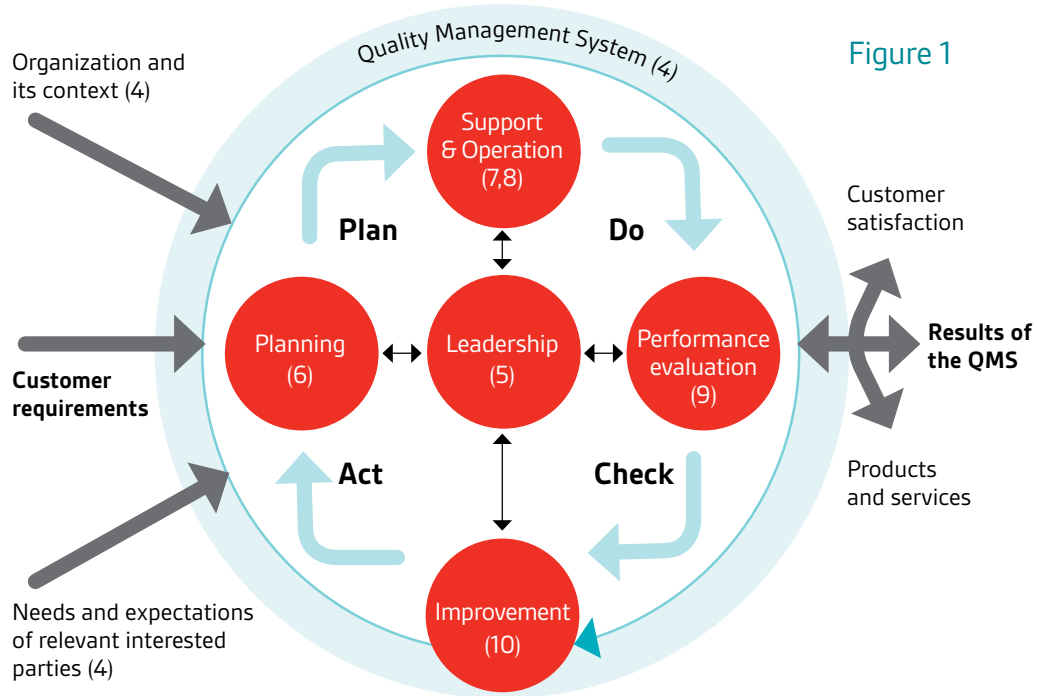 Quality Management System (4)
Figure 1
Organization and
its context (4)
Support
& Operation
(7,8)
Customer
satisfaction
Plan
Do
Planning
(6)
Leadership
(5)
Performance
evaluation
(9)
Results of
the QMS
Customer
requirements
Act
Check
Products
and services
Improvement
(10)
Needs and expectations
of relevant interested
parties (4)